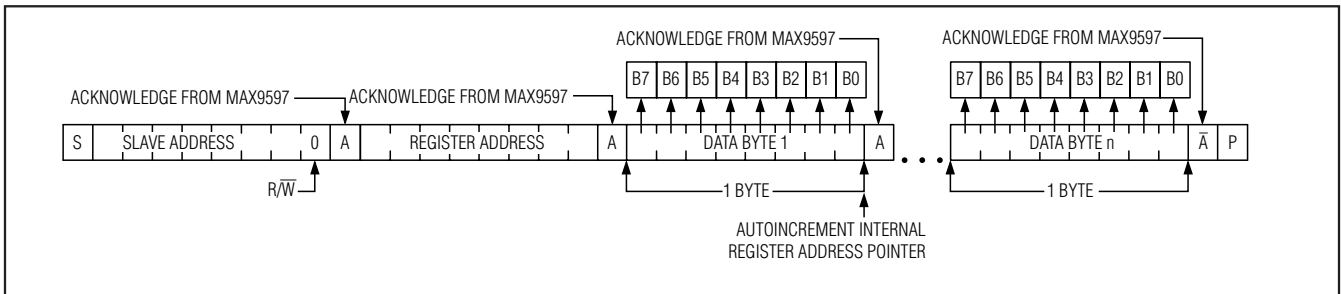 ACKNOWLEDGE FROM MAX9597 ACKNOWLEDGE FROM MAX9597
B7 B6 B5 B4 B3 B2 B1 B0 B7 B6 B5 B4 B3 B2 B1 B0
ACKNOWLEDGE FROM MAX9597 ACKNOWLEDGE FROM MAX9597
S SLAVE ADDRESS 0 A REGISTER ADDRESS A DATA BYTE 1 A • • • DATA BYTE n A̅ P
R/W̅ 1 BYTE 1 BYTE
AUTOINCREMENT INTERNAL
REGISTER ADDRESS POINTER